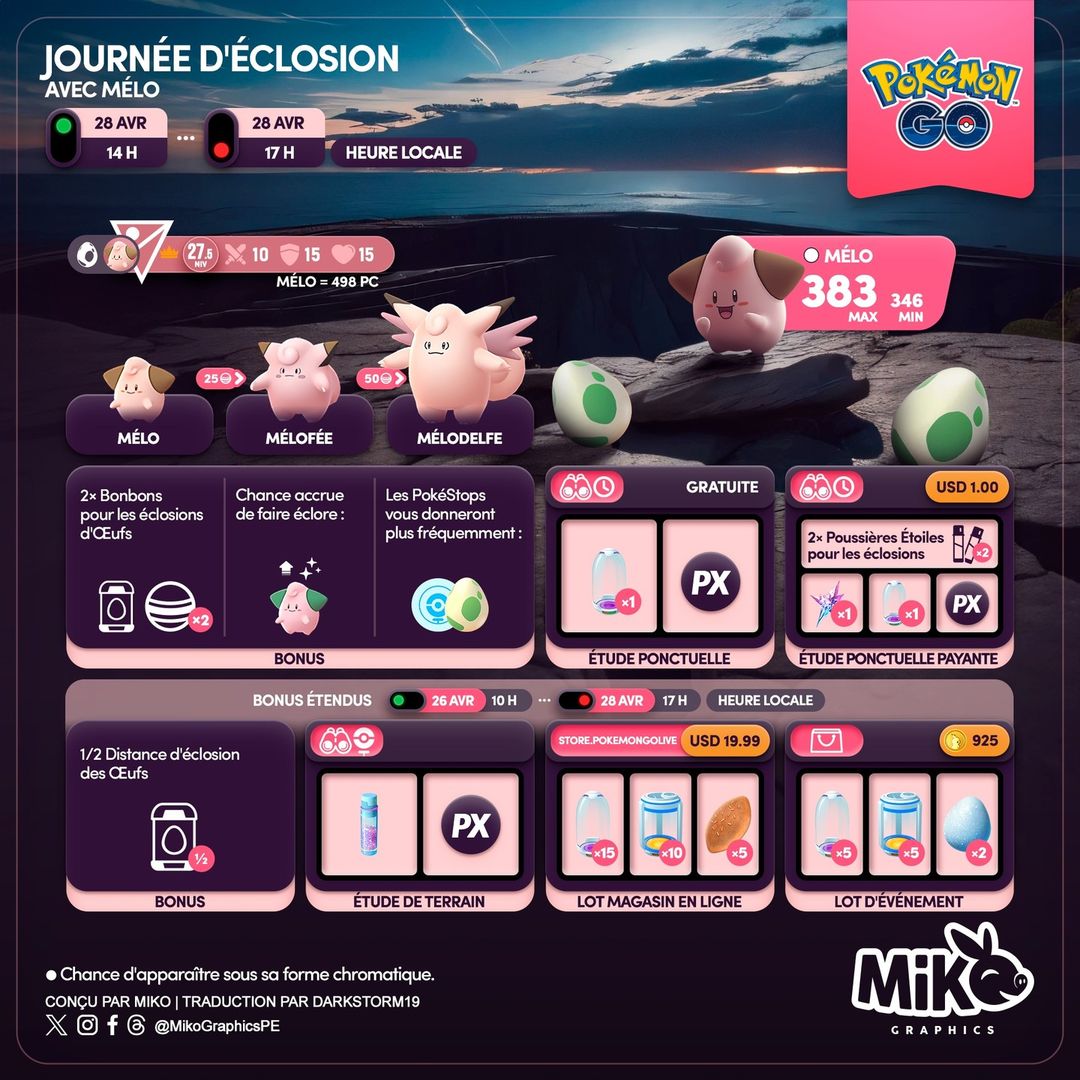 JOURNÉE D'ÉCLOSION
AVEC MÉLO
28 AVR
14 H
...
28 AVR
17 H
HEURE LOCALE
POKÉMON
GO
27.5
NIV
10
15
15
MÉLO = 498 PC
MÉLO
383
MAX
346
MIN
25
50
MÉLO
MÉLOFÉE
MÉLODELFE
2× Bonbons
pour les éclosions
d'Œufs
×2
Chance accrue
de faire éclore :
Les PokéStops
vous donneront
plus fréquemment :
BONUS
GRATUITE
×1
PX
ÉTUDE PONCTUELLE
USD 1.00
2× Poussières Étoiles
pour les éclosions
×2
×1
×1
PX
ÉTUDE PONCTUELLE PAYANTE
BONUS ÉTENDUS
26 AVR
10 H
...
28 AVR
17 H
HEURE LOCALE
1/2 Distance d'éclosion
des Œufs
½
BONUS
PX
ÉTUDE DE TERRAIN
STORE.POKEMONGOLIVE
USD 19.99
×15
×10
×5
LOT MAGASIN EN LIGNE
925
×5
×5
×2
LOT D'ÉVÉNEMENT
● Chance d'apparaître sous sa forme chromatique.
CONÇU PAR MIKO | TRADUCTION PAR DARKSTORM19
@MikoGraphicsPE
MiKO
GRAPHICS